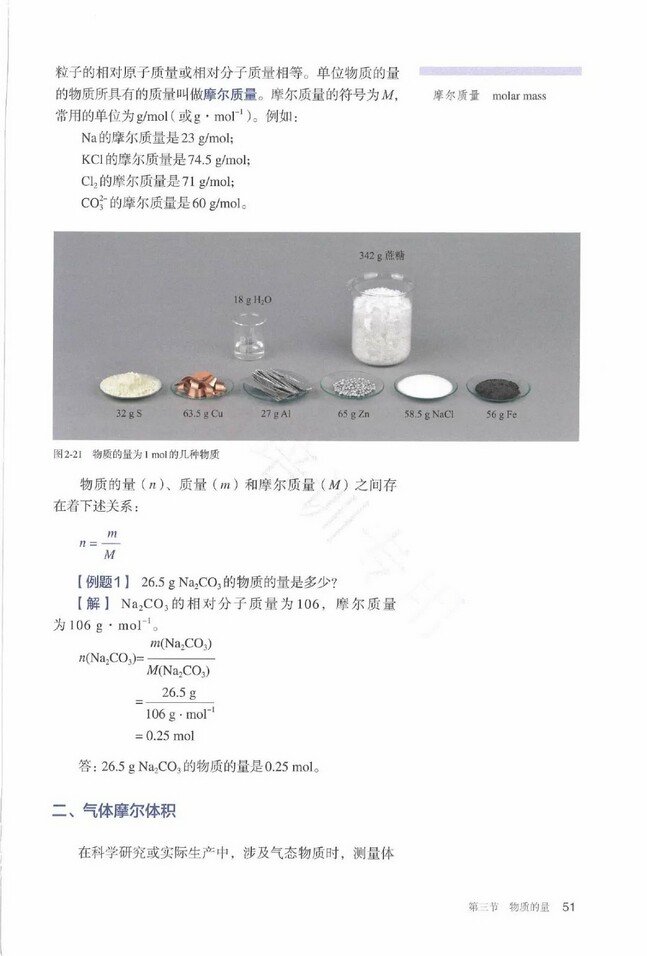 粒子的相对原子质量或相对分子质量相等。单位物质的量
的物质所具有的质量叫做摩尔质量。摩尔质量的符号为M，
常用的单位为g/mol（或g·mol⁻¹）。例如：
摩尔质量 molar mass
Na的摩尔质量是23 g/mol；
KCl的摩尔质量是74.5 g/mol；
Cl₂的摩尔质量是71 g/mol；
CO₃²⁻的摩尔质量是60 g/mol。
342 g 蔗糖
18 g H₂O
32 g S
63.5 g Cu
27 g Al
65 g Zn
58.5 g NaCl
56 g Fe
图2-21 物质的量为1 mol的几种物质
物质的量（n）、质量（m）和摩尔质量（M）之间存
在着下述关系：
n = m/M
【例题1】 26.5 g Na₂CO₃的物质的量是多少？
【解】 Na₂CO₃的相对分子质量为106，摩尔质量
为106 g·mol⁻¹。
n(Na₂CO₃)= m(Na₂CO₃)/M(Na₂CO₃)
= 26.5 g/106 g·mol⁻¹
= 0.25 mol
答：26.5 g Na₂CO₃的物质的量是0.25 mol。
二、气体摩尔体积
在科学研究或实际生产中，涉及气态物质时，测量体
第三节 物质的量 51